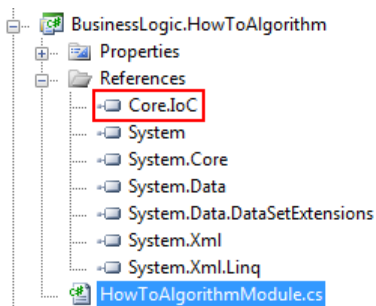 BusinessLogic.HowToAlgorithm
Properties
References
Core.IoC
System
System.Core
System.Data
System.Data.DataSetExtensions
System.Xml
System.Xml.Linq
HowToAlgorithmModule.cs